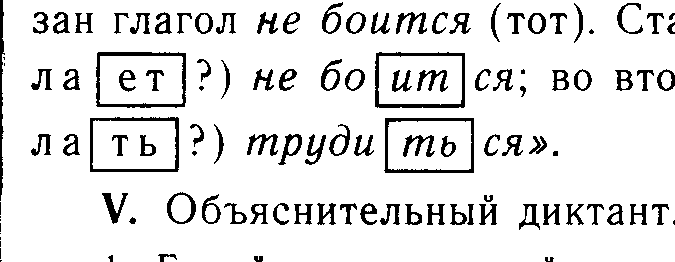 зан глагол не боится (тот). Ста
ла ет ?) не бо ит ся; во вто
ла ть ?) труди ть ся».
V. Объяснительный диктант.